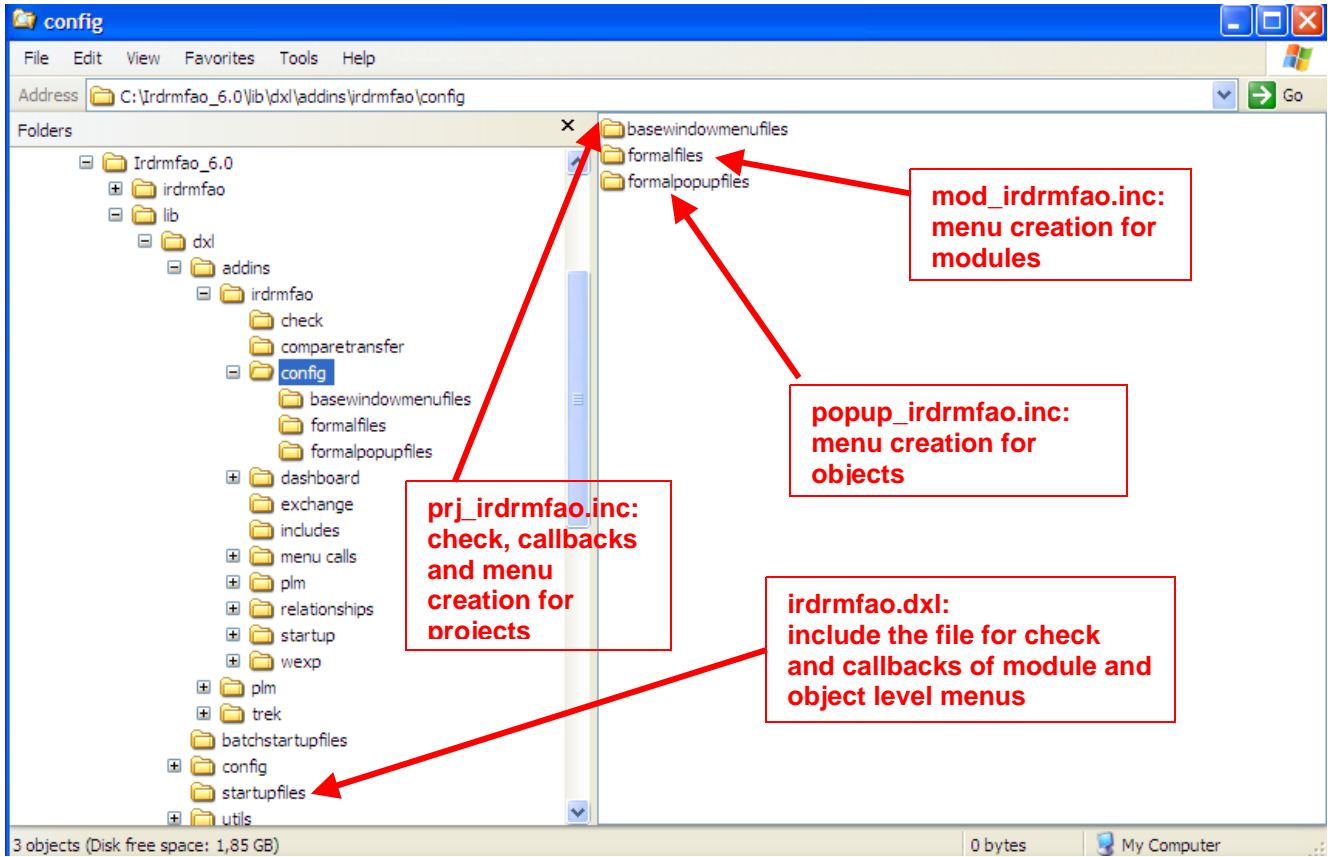 config
File Edit View Favorites Tools Help
Address C:\Irdrmfao_6.0\lib\dxl\addins\irdrmfao\config Go
Folders
Irdrmfao_6.0
irdrmfao
lib
dxl
addins
irdrmfao
check
comparetransfer
config
basewindowmenufiles
formalfiles
formalpopupfiles
dashboard
exchange
includes
menu calls
plm
relationships
startup
wexp
plm
trek
batchstartupfiles
config
startupfiles
utils
basewindowmenufiles
formalfiles
formalpopupfiles
mod_irdrmfao.inc:
menu creation for
modules
popup_irdrmfao.inc:
menu creation for
objects
prj_irdrmfao.inc:
check, callbacks
and menu
creation for
projects
irdrmfao.dxl:
include the file for check
and callbacks of module and
object level menus
3 objects (Disk free space: 1,85 GB) 0 bytes My Computer